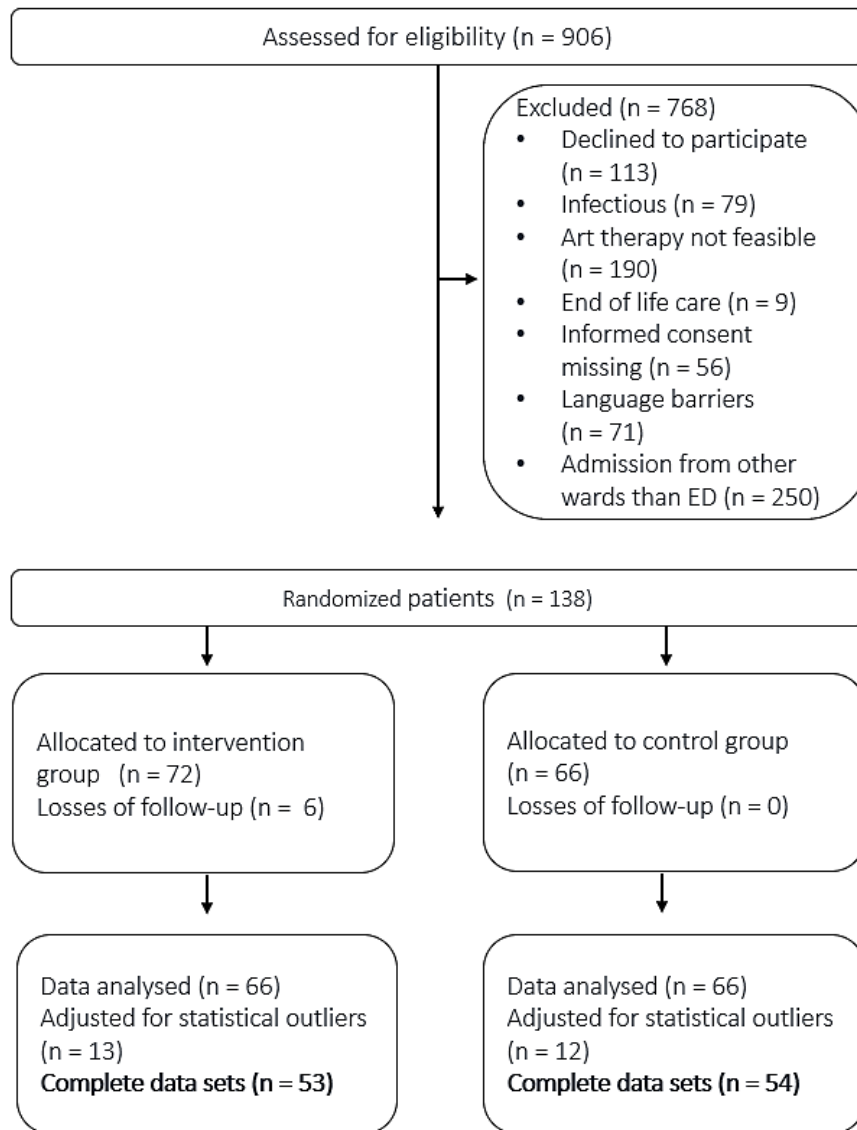 Assessed for eligibility (n = 906)
Excluded (n = 768)
• Declined to participate
(n = 113)
• Infectious (n = 79)
• Art therapy not feasible
(n = 190)
• End of life care (n = 9)
• Informed consent
missing (n = 56)
• Language barriers
(n = 71)
• Admission from other
wards than ED (n = 250)
Randomized patients (n = 138)
Allocated to intervention
group (n = 72)
Losses of follow-up (n = 6)
Allocated to control group
(n = 66)
Losses of follow-up (n = 0)
Data analysed (n = 66)
Adjusted for statistical outliers
(n = 13)
Complete data sets (n = 53)
Data analysed (n = 66)
Adjusted for statistical outliers
(n = 12)
Complete data sets (n = 54)